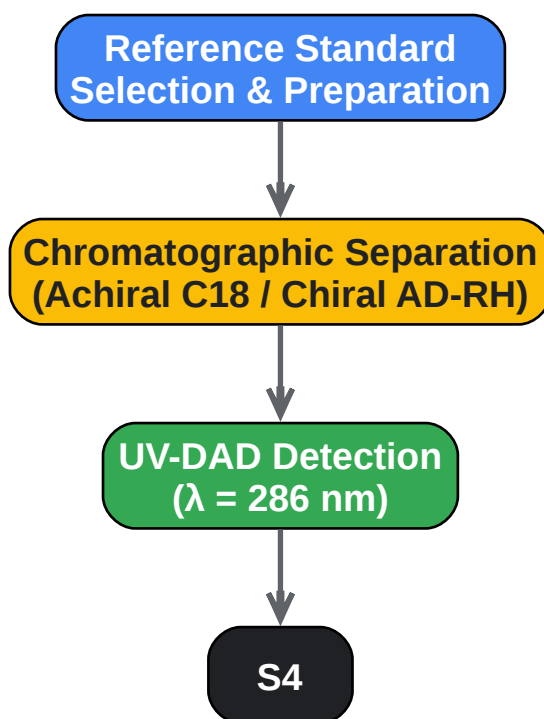 Reference Standard
Selection & Preparation
Chromatographic Separation
(Achiral C18 / Chiral AD-RH)
UV-DAD Detection
(λ = 286 nm)
S4